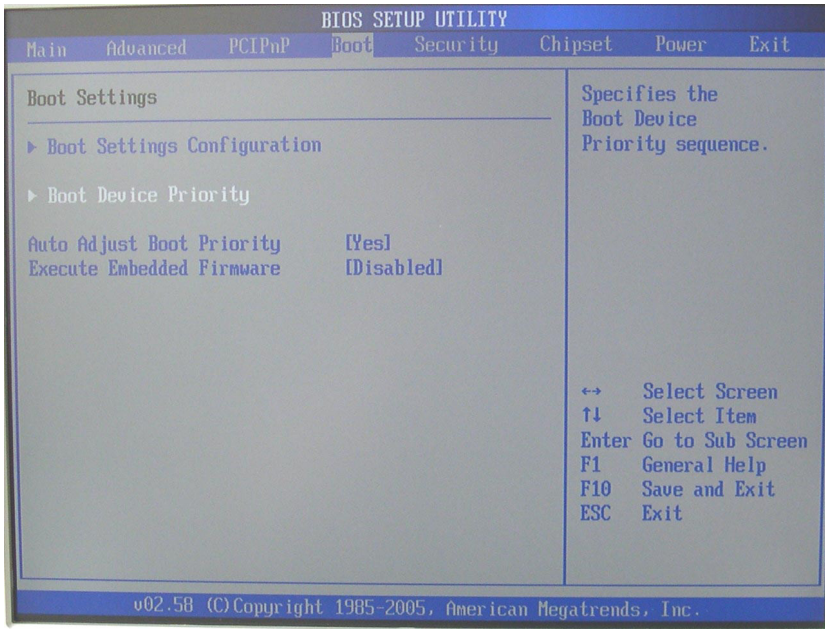 BIOS SETUP UTILITY
Main Advanced PCIPnP Boot Security Chipset Power Exit
Boot Settings
▶ Boot Settings Configuration
▶ Boot Device Priority
Auto Adjust Boot Priority [Yes]
Execute Embedded Firmware [Disabled]
Specifies the
Boot Device
Priority sequence.
↔ Select Screen
↑↓ Select Item
Enter Go to Sub Screen
F1 General Help
F10 Save and Exit
ESC Exit
v02.58 (C)Copyright 1985-2005, American Megatrends, Inc.